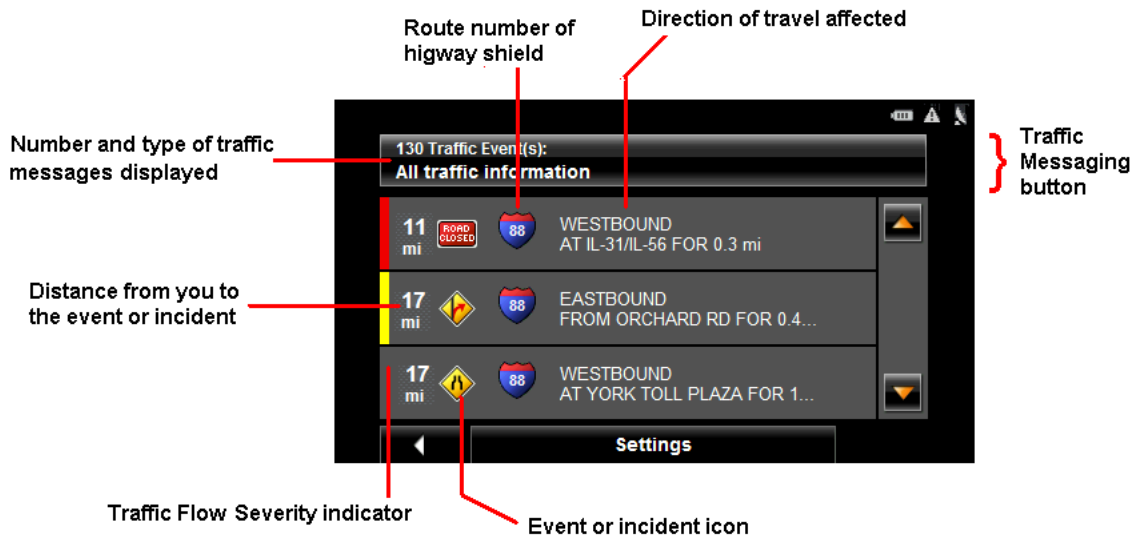 Direction of travel affected
Route number of
higway shield
Number and type of traffic
messages displayed
130 Traffic Event(s):
All traffic information
Traffic
Messaging
button
11
mi
ROAD
CLOSED
88
WESTBOUND
AT IL-31/IL-56 FOR 0.3 mi
Distance from you to
the event or incident
17
mi
88
EASTBOUND
FROM ORCHARD RD FOR 0.4...
17
mi
88
WESTBOUND
AT YORK TOLL PLAZA FOR 1...
Settings
Traffic Flow Severity indicator
Event or incident icon